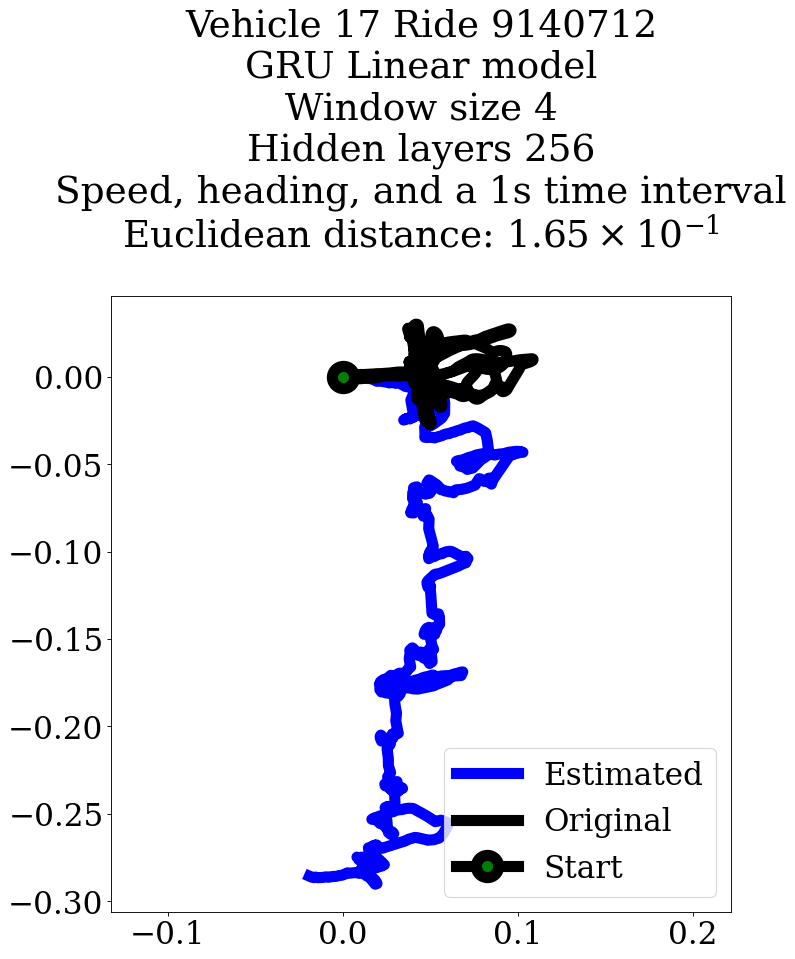 Vehicle 17 Ride 9140712
GRU Linear model
Window size 4
Hidden layers 256
Speed, heading, and a 1s time interval
Euclidean distance: 1.65 × 10⁻¹
0.00
−0.05
−0.10
−0.15
−0.20
−0.25
−0.30
−0.1 0.0 0.1 0.2
Estimated
Original
Start